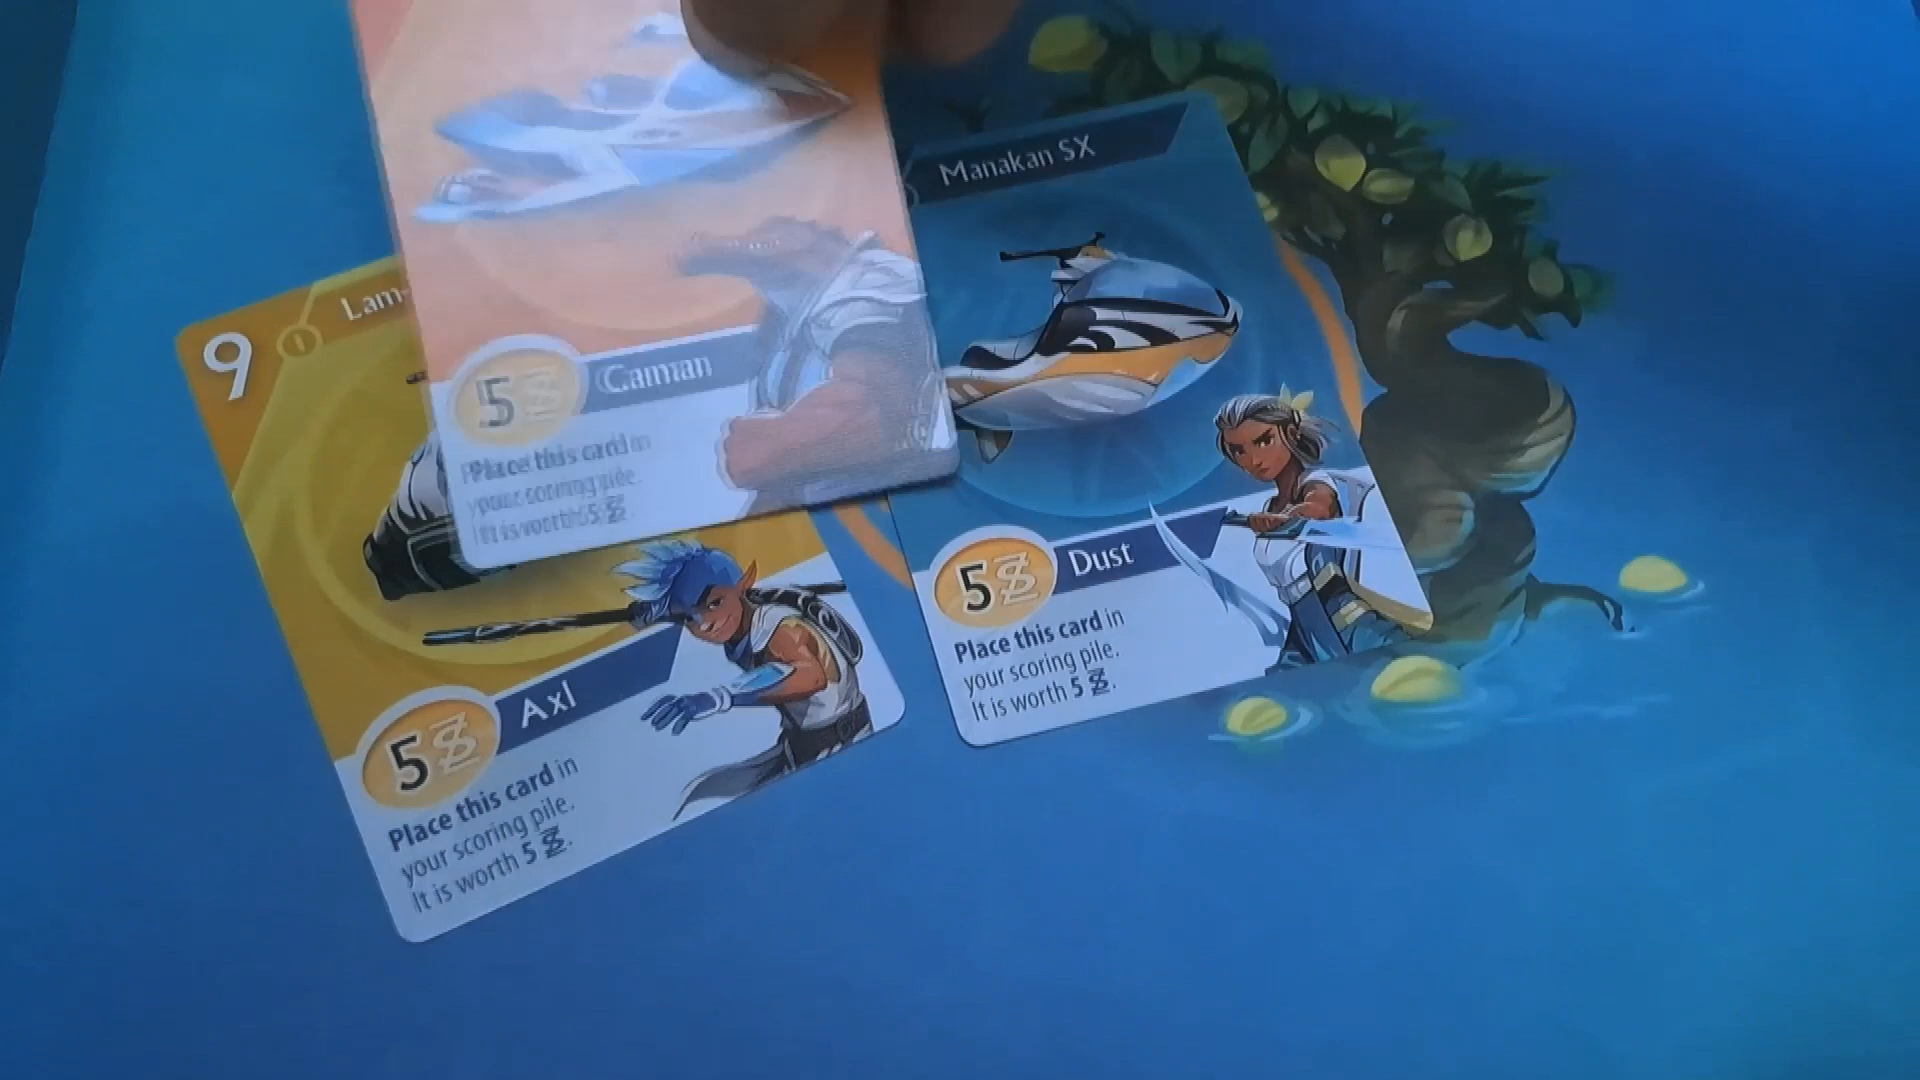 Manakan SX
9
Lam
5 Caman
Place this card in
your scoring pile.
It is worth 5
5 Dust
Place this card in
your scoring pile.
It is worth 5 .
5 Axl
Place this card in
your scoring pile.
It is worth 5 .